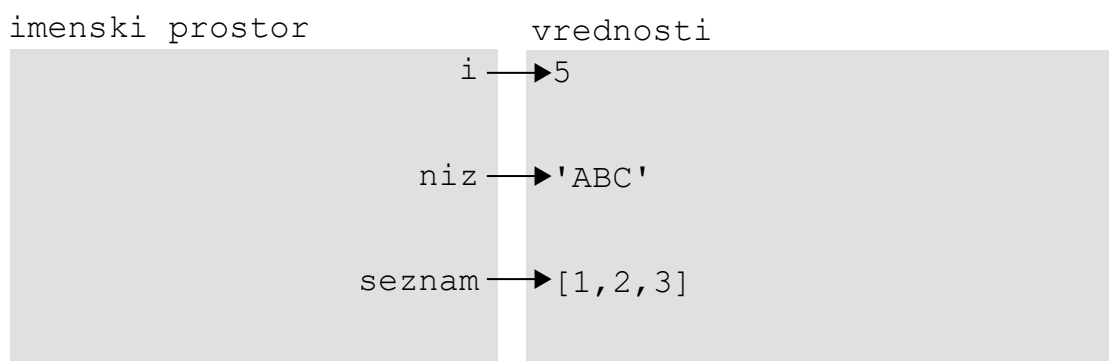 imenski prostor
vrednosti
i
5
niz
'ABC'
seznam
[1,2,3]